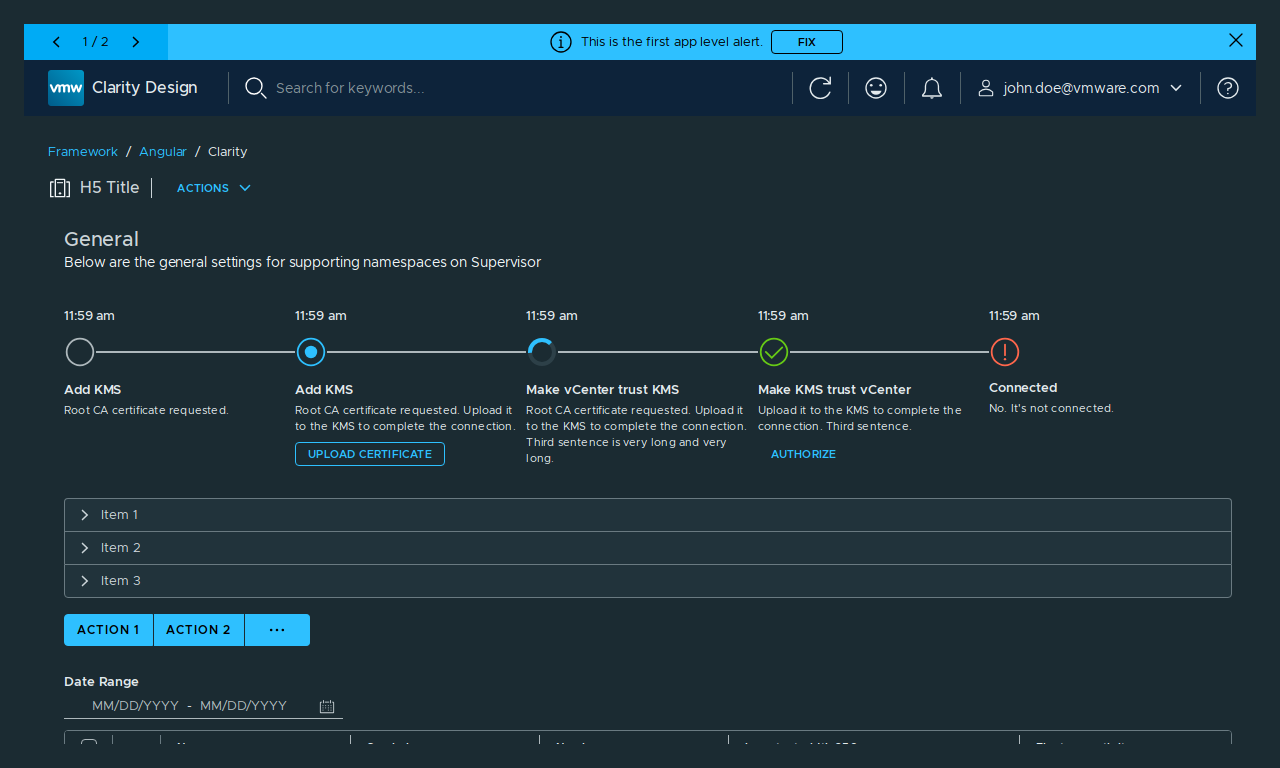 1 / 2
This is the first app level alert.
FIX
vmw
Clarity Design
Search for keywords...
john.doe@vmware.com
Framework / Angular / Clarity
H5 Title
ACTIONS
General
Below are the general settings for supporting namespaces on Supervisor
11:59 am
Add KMS
Root CA certificate requested.
11:59 am
Add KMS
Root CA certificate requested. Upload it
to the KMS to complete the connection.
UPLOAD CERTIFICATE
11:59 am
Make vCenter trust KMS
Root CA certificate requested. Upload it
to the KMS to complete the connection.
Third sentence is very long and very
long.
11:59 am
Make KMS trust vCenter
Upload it to the KMS to complete the
connection. Third sentence.
AUTHORIZE
11:59 am
Connected
No. It's not connected.
Item 1
Item 2
Item 3
ACTION 1
ACTION 2
Date Range
MM/DD/YYYY - MM/DD/YYYY